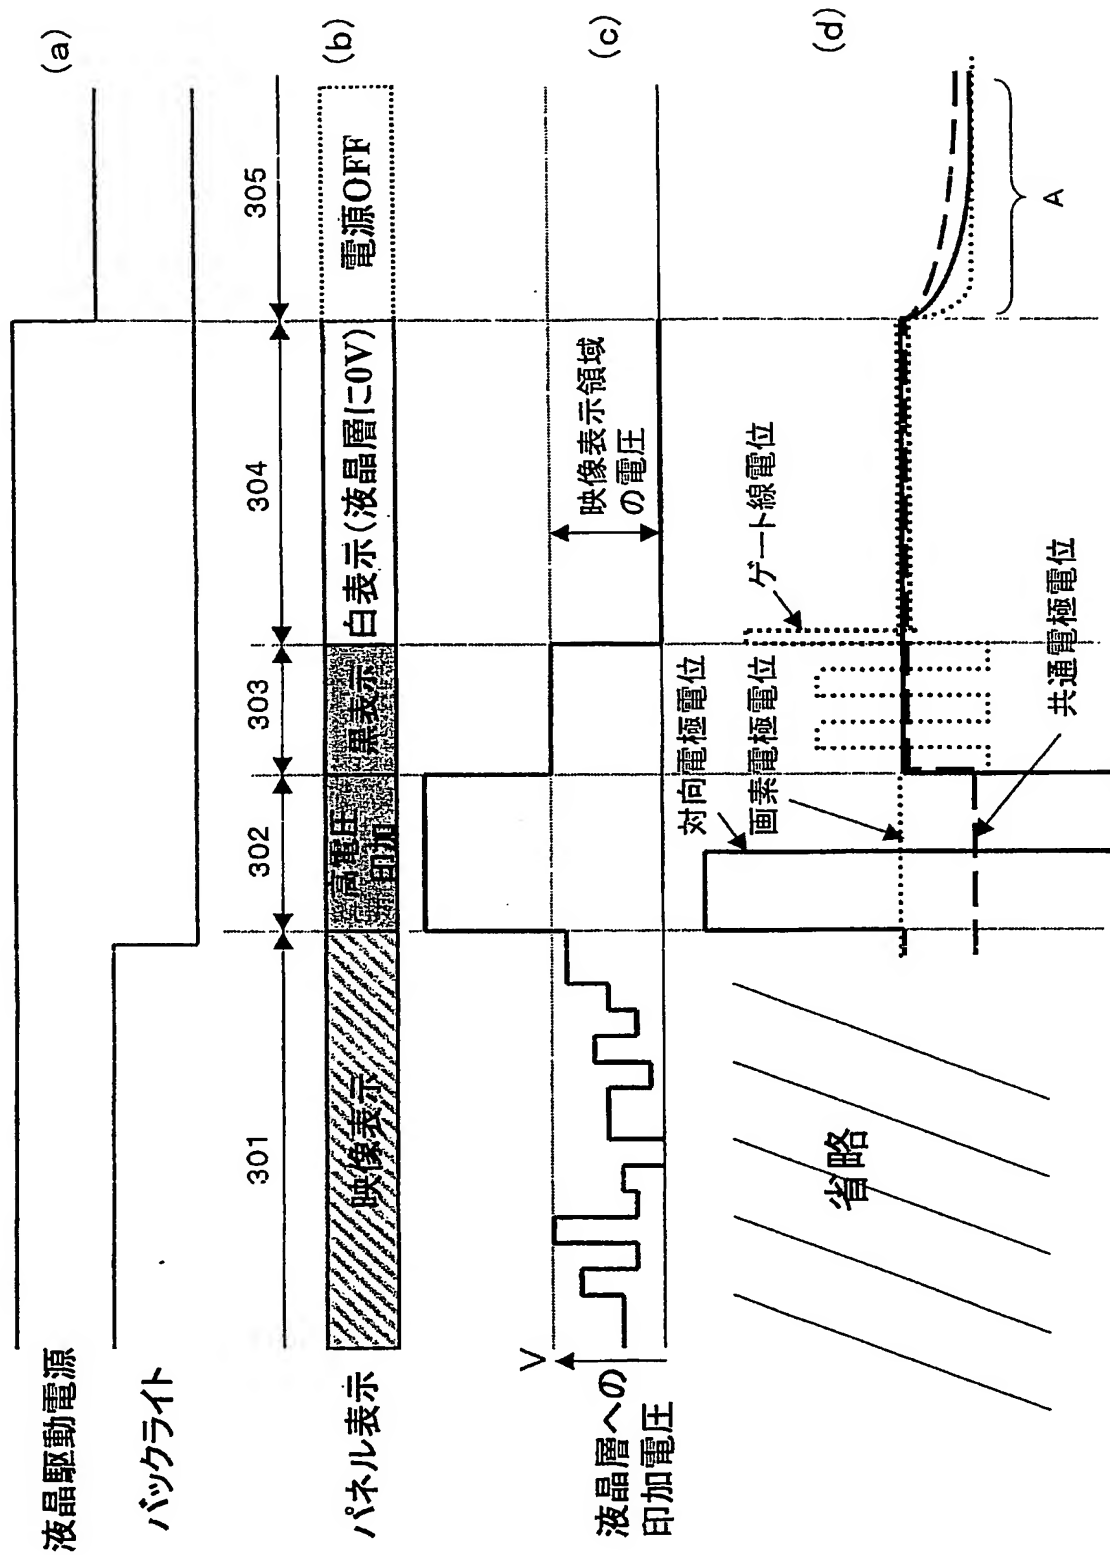 液晶駆動電源
バックライト
(a)
301
302
303
304
305
パネル表示
映像表示
高電圧
印加
黒表示
白表示(液晶層に0V)
電源OFF
(b)
V
液晶層への
印加電圧
映像表示領域
の電圧
(c)
省略
対向電極電位
画素電極電位
ゲート線電位
共通電極電位
A
(d)